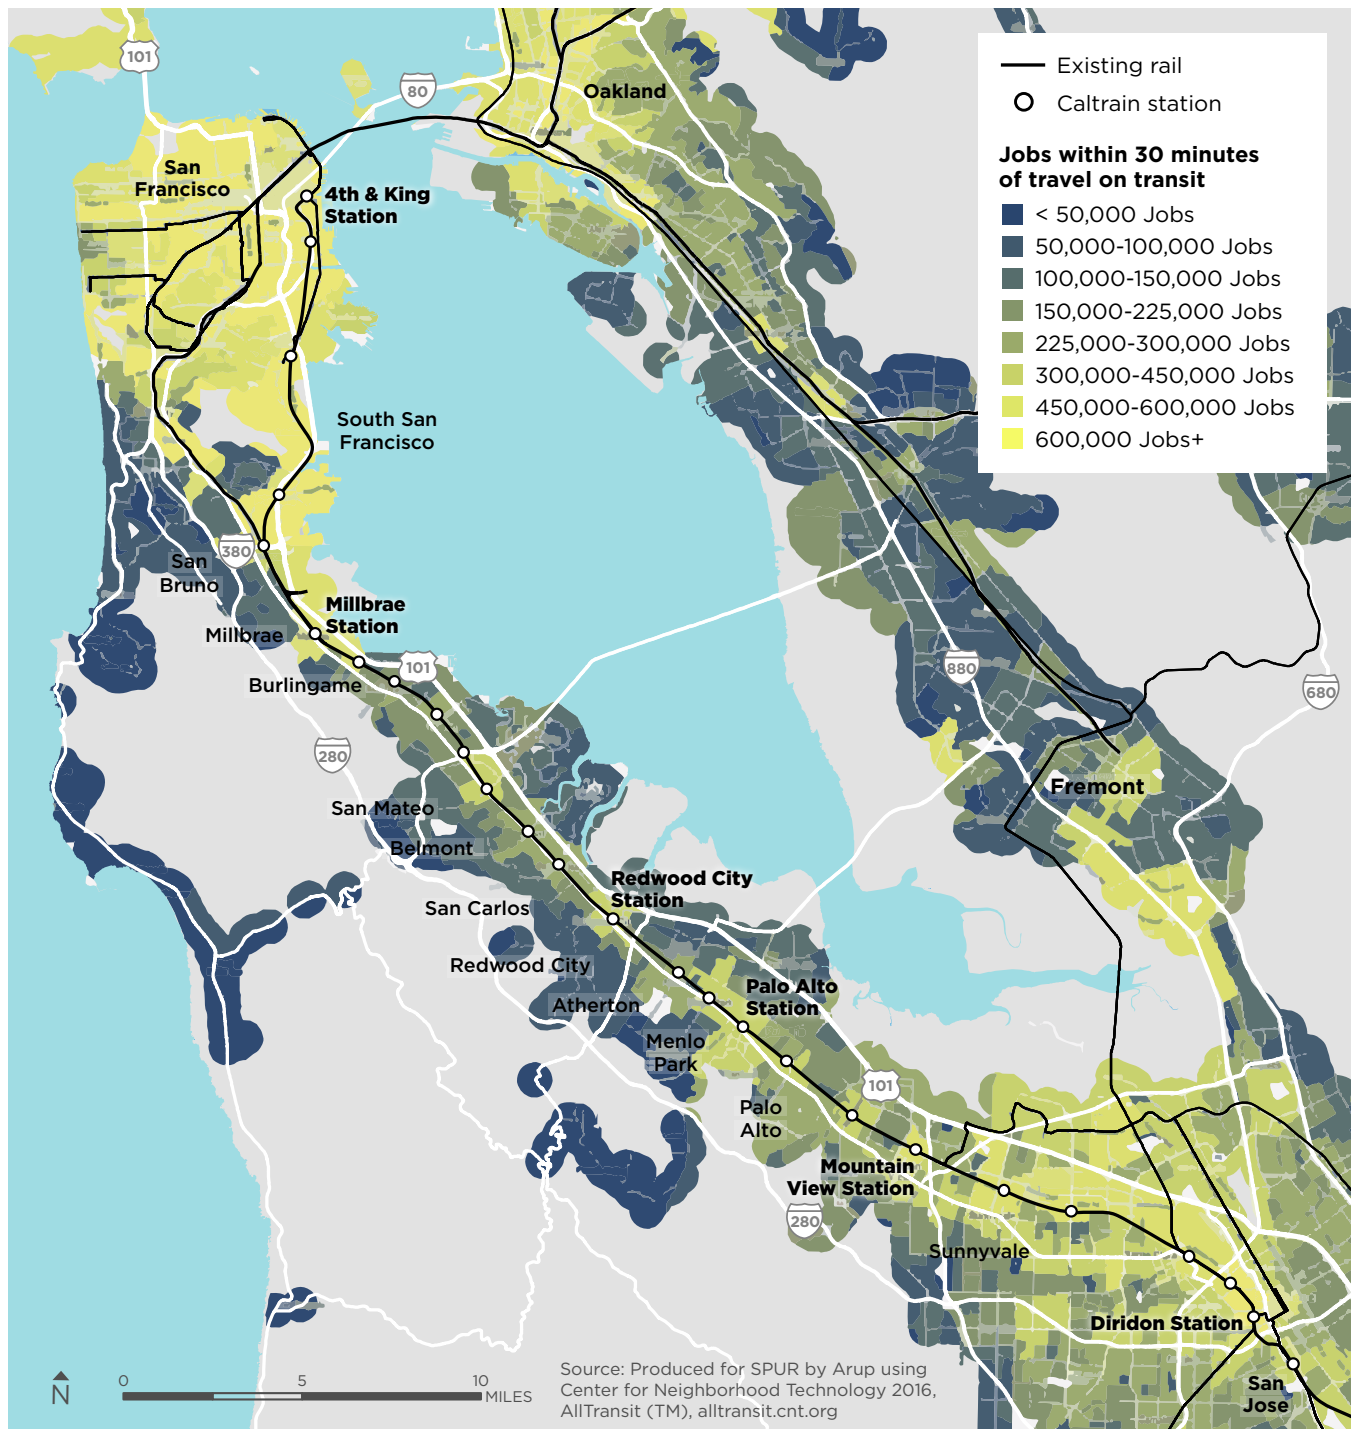 101
80
Oakland
San
Francisco
4th & King
Station
Existing rail
Caltrain station
Jobs within 30 minutes
of travel on transit
< 50,000 Jobs
50,000-100,000 Jobs
100,000-150,000 Jobs
150,000-225,000 Jobs
225,000-300,000 Jobs
300,000-450,000 Jobs
450,000-600,000 Jobs
600,000 Jobs+
South San
Francisco
380
San
Bruno
Millbrae
Station
Millbrae
101
Burlingame
880
680
280
Fremont
San Mateo
Belmont
Redwood City
Station
San Carlos
Redwood City
Atherton
Palo Alto
Station
Menlo
Park
101
Palo
Alto
Mountain
View Station
280
Sunnyvale
Diridon Station
San
Jose
N
0 5 10
MILES
Source: Produced for SPUR by Arup using
Center for Neighborhood Technology 2016,
AllTransit (TM), alltransit.cnt.org